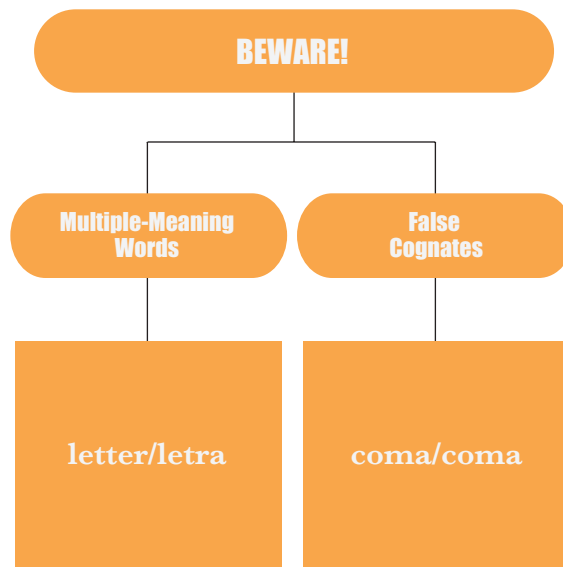 BEWARE!
Multiple-Meaning
Words
False
Cognates
letter/letra
coma/coma